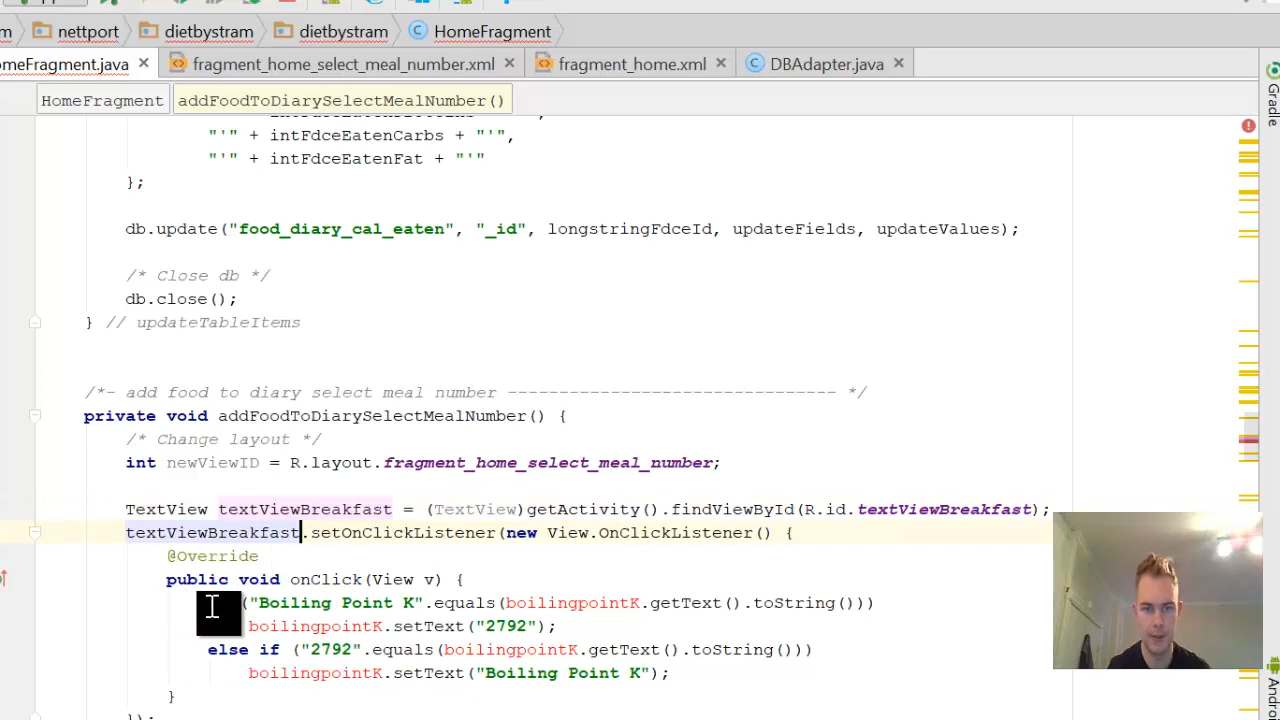 m nettport dietbystram dietbystram HomeFragment
omeFragment.java fragment_home_select_meal_number.xml fragment_home.xml DBAdapter.java
Gradle
HomeFragment addFoodToDiarySelectMealNumber()
"'" + intFdceEatenCarbs + "'",
"'" + intFdceEatenFat + "'"
};
db.update("food_diary_cal_eaten", "_id", longstringFdceId, updateFields, updateValues);
/* Close db */
db.close();
} // updateTableItems
/*- add food to diary select meal number -------------------------------- */
private void addFoodToDiarySelectMealNumber() {
/* Change layout */
int newViewID = R.layout.fragment_home_select_meal_number;
TextView textViewBreakfast = (TextView)getActivity().findViewById(R.id.textViewBreakfast);
textViewBreakfast.setOnClickListener(new View.OnClickListener() {
@Override
public void onClick(View v) {
("Boiling Point K".equals(boilingpointK.getText().toString()))
boilingpointK.setText("2792");
else if ("2792".equals(boilingpointK.getText().toString()))
boilingpointK.setText("Boiling Point K");
}
});